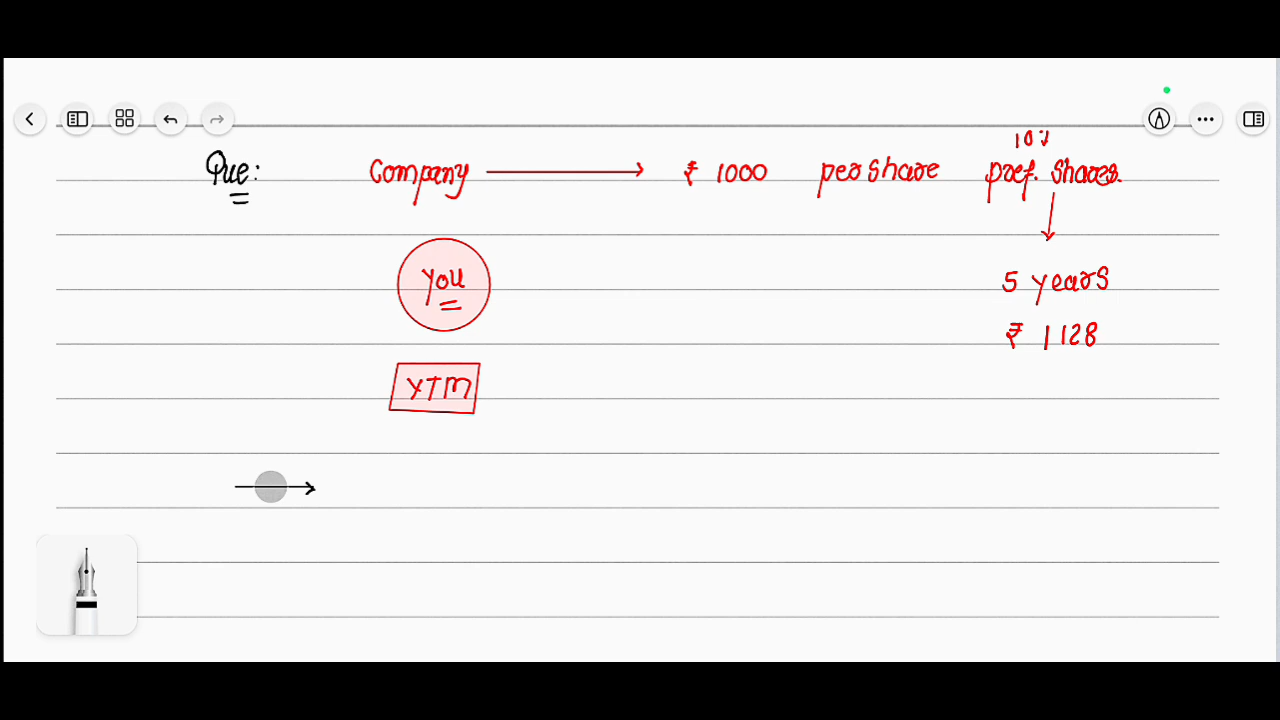 10%
Que: Company → ₹ 1000 per share pref. shares.
You
5 years
₹ 1128
YTM